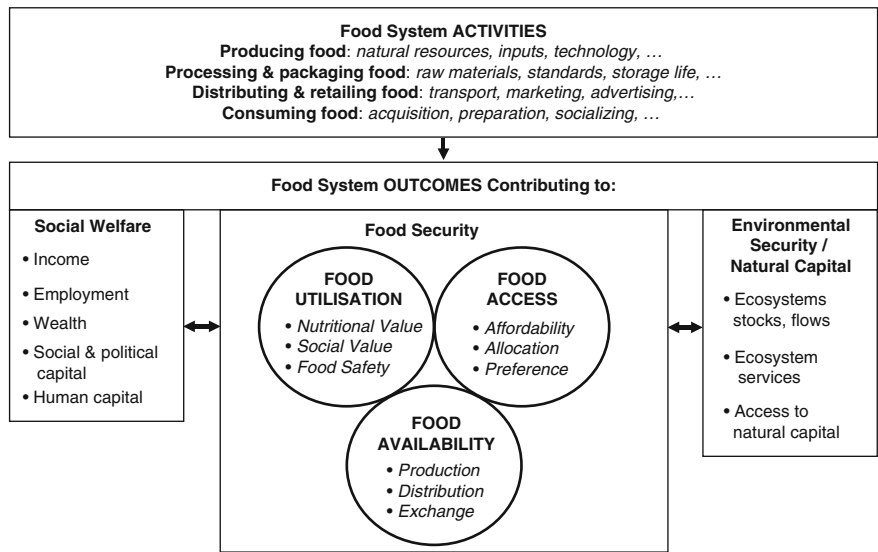 Food System ACTIVITIES
Producing food: natural resources, inputs, technology, …
Processing & packaging food: raw materials, standards, storage life, …
Distributing & retailing food: transport, marketing, advertising,…
Consuming food: acquisition, preparation, socializing, …
Food System OUTCOMES Contributing to:
Social Welfare
• Income
• Employment
• Wealth
• Social & political
capital
• Human capital
Food Security
FOOD
UTILISATION
• Nutritional Value
• Social Value
• Food Safety
FOOD
ACCESS
• Affordability
• Allocation
• Preference
FOOD
AVAILABILITY
• Production
• Distribution
• Exchange
Environmental
Security /
Natural Capital
• Ecosystems
stocks, flows
• Ecosystem
services
• Access to
natural capital